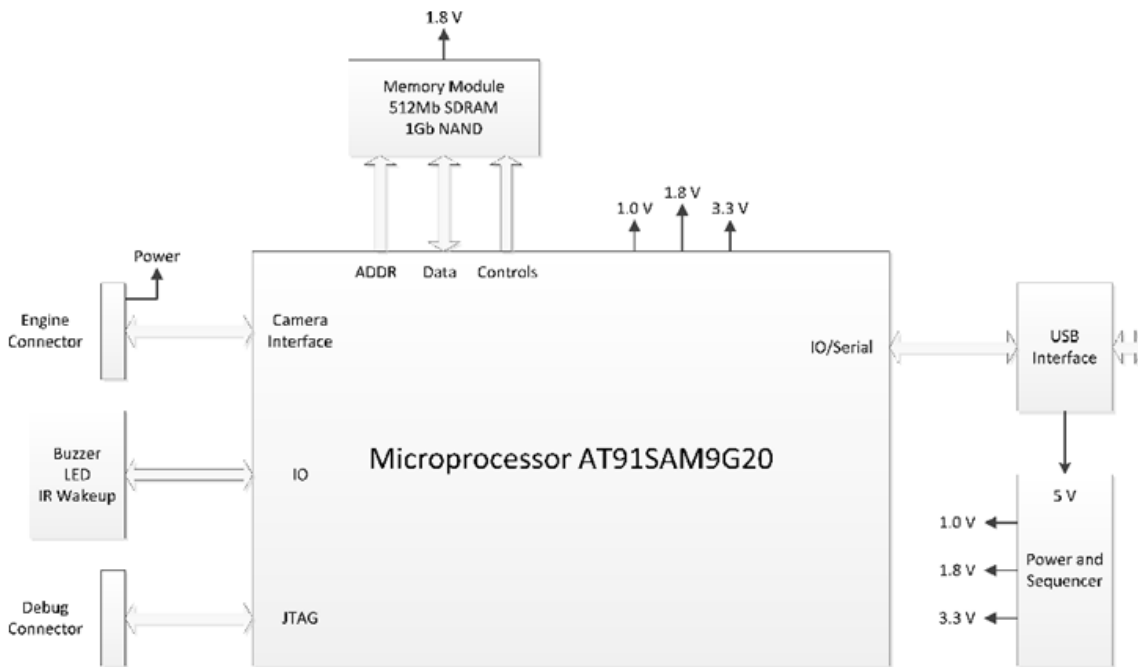 1.8 V
Memory Module
512Mb SDRAM
1Gb NAND
1.0 V
1.8 V
3.3 V
Power
ADDR
Data
Controls
Engine
Connector
Camera
Interface
IO/Serial
USB
Interface
Buzzer
LED
IR Wakeup
IO
Microprocessor AT91SAM9G20
5 V
1.0 V
1.8 V
3.3 V
Power and
Sequencer
Debug
Connector
JTAG